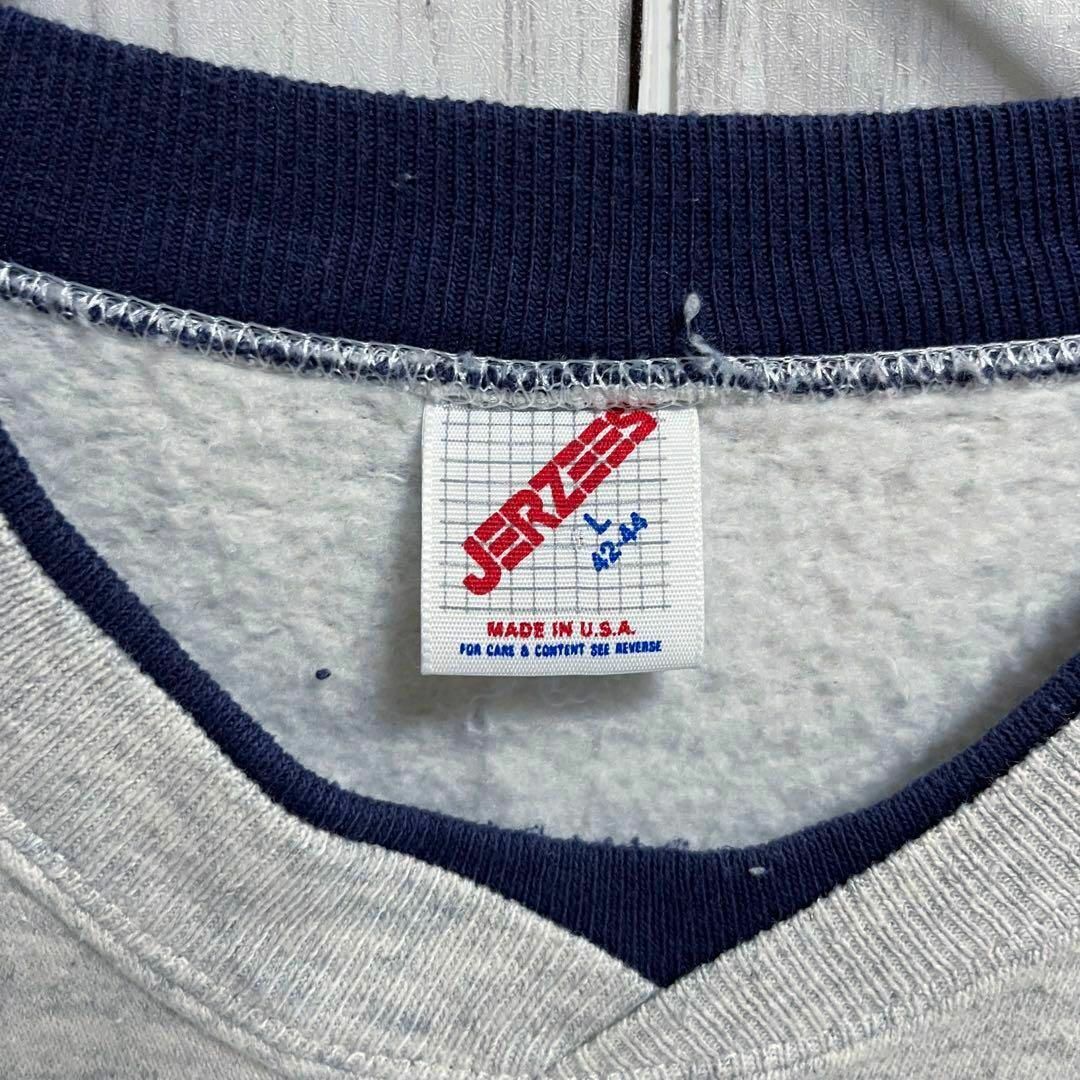 JERZEES
L
42-44
MADE IN U.S.A.
FOR CARE & CONTENT SEE REVERSE